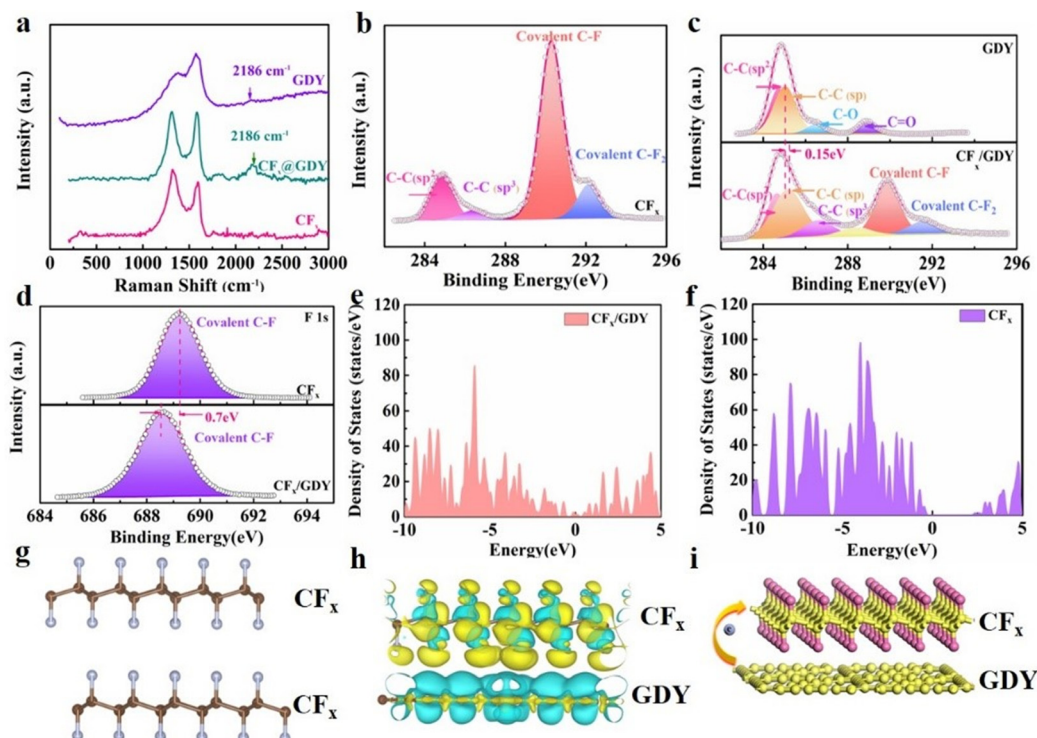 a
Intensity (a.u.)
2186 cm⁻¹
GDY
2186 cm⁻¹
CFₓ@GDY
CFₓ
0 500 1000 1500 2000 2500 3000
Raman Shift (cm⁻¹)
b
Intensity (a.u.)
Covalent C-F
C-C(sp²)
C-C (sp³)
Covalent C-F₂
CFₓ
284 288 292 296
Binding Energy(eV)
c
Intensity (a.u.)
GDY
C-C(sp²)
C-C (sp)
C-O
C=O
CFₓ/GDY
0.15eV
Covalent C-F
C-C(sp²)
C-C (sp)
C-C (sp³)
Covalent C-F₂
284 288 292 296
Binding Energy(eV)
d
Intensity (a.u.)
F 1s
Covalent C-F
CFₓ
0.7eV
Covalent C-F
CFₓ/GDY
684 686 688 690 692 694
Binding Energy(eV)
e
Density of States (states/eV)
120
100
80
60
40
20
0
CFₓ/GDY
-10 -5 0 5
Energy(eV)
f
Density of States (states/eV)
120
100
80
60
40
20
0
CFₓ
-10 -5 0 5
Energy(eV)
g
CFₓ
CFₓ
h
CFₓ
GDY
i
e
CFₓ
GDY